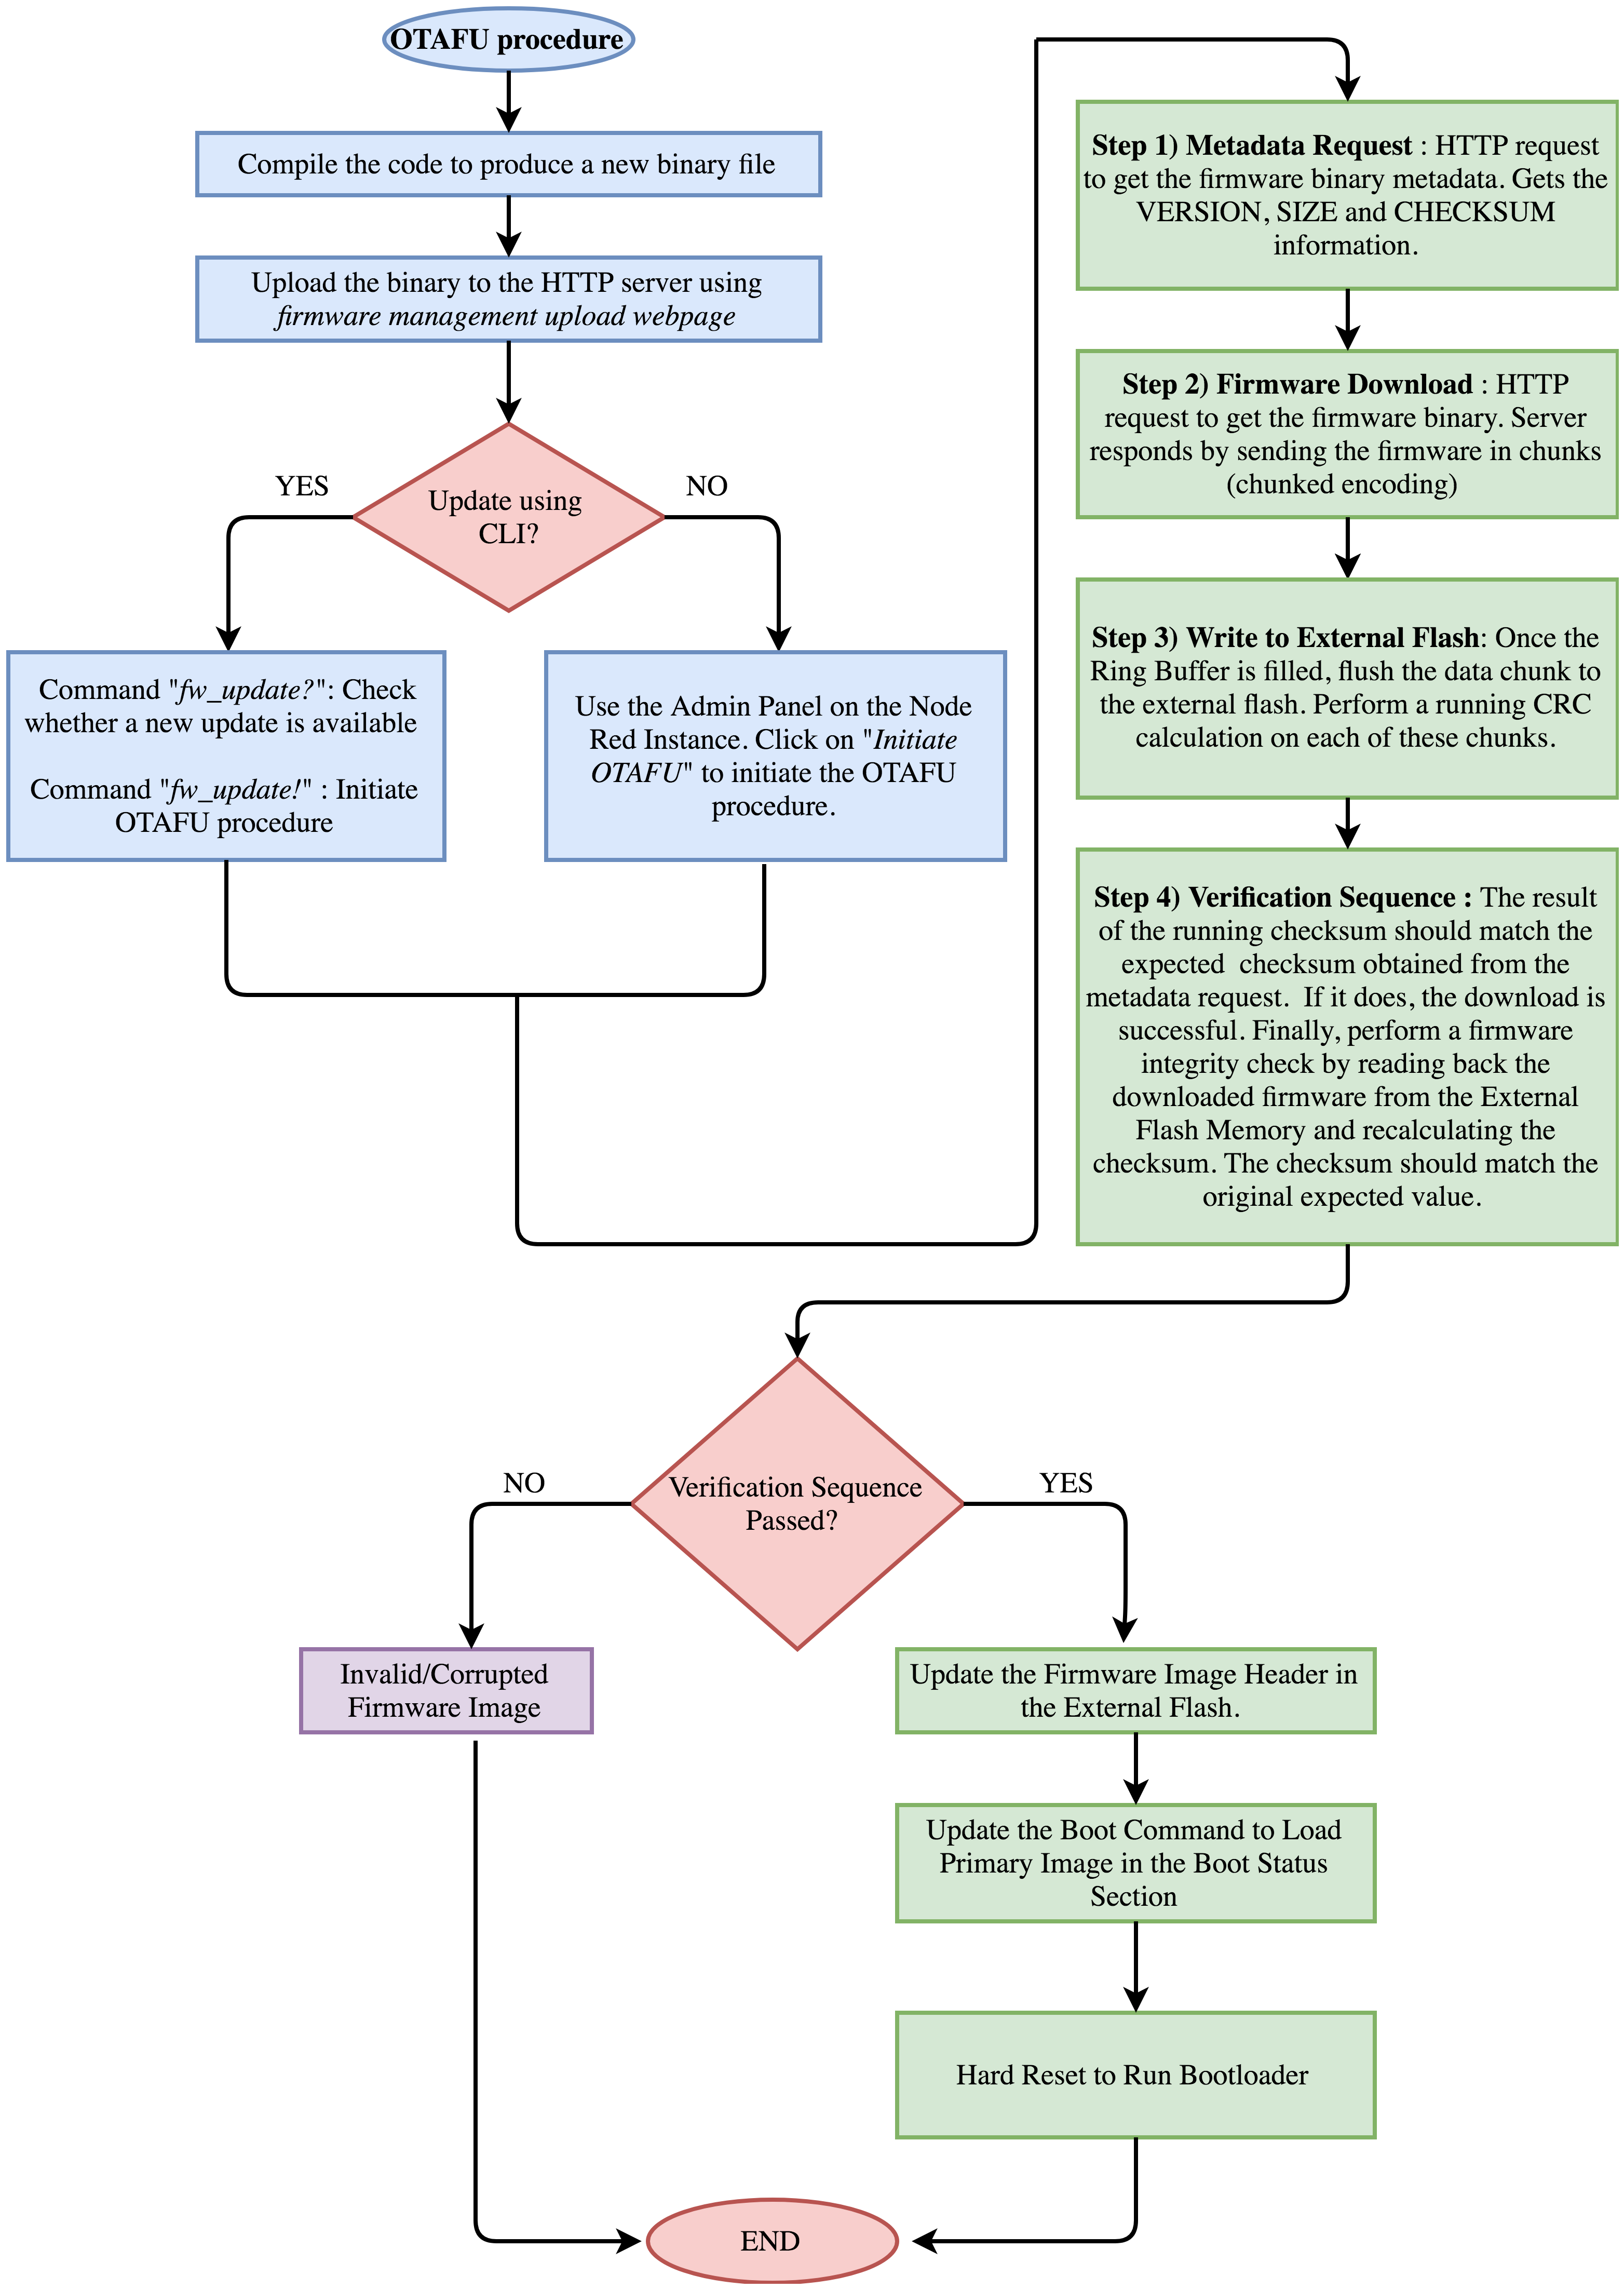 OTAFU procedure
Compile the code to produce a new binary file
Upload the binary to the HTTP server using
firmware management upload webpage
Update using
CLI?
YES
NO
Command "fw_update?": Check
whether a new update is available
Command "fw_update!" : Initiate
OTAFU procedure
Use the Admin Panel on the Node
Red Instance. Click on "Initiate
OTAFU" to initiate the OTAFU
procedure.
Step 1) Metadata Request : HTTP request
to get the firmware binary metadata. Gets the
VERSION, SIZE and CHECKSUM
information.
Step 2) Firmware Download : HTTP
request to get the firmware binary. Server
responds by sending the firmware in chunks
(chunked encoding)
Step 3) Write to External Flash: Once the
Ring Buffer is filled, flush the data chunk to
the external flash. Perform a running CRC
calculation on each of these chunks.
Step 4) Verification Sequence : The result
of the running checksum should match the
expected checksum obtained from the
metadata request. If it does, the download is
successful. Finally, perform a firmware
integrity check by reading back the
downloaded firmware from the External
Flash Memory and recalculating the
checksum. The checksum should match the
original expected value.
Verification Sequence
Passed?
NO
YES
Invalid/Corrupted
Firmware Image
Update the Firmware Image Header in
the External Flash.
Update the Boot Command to Load
Primary Image in the Boot Status
Section
Hard Reset to Run Bootloader
END